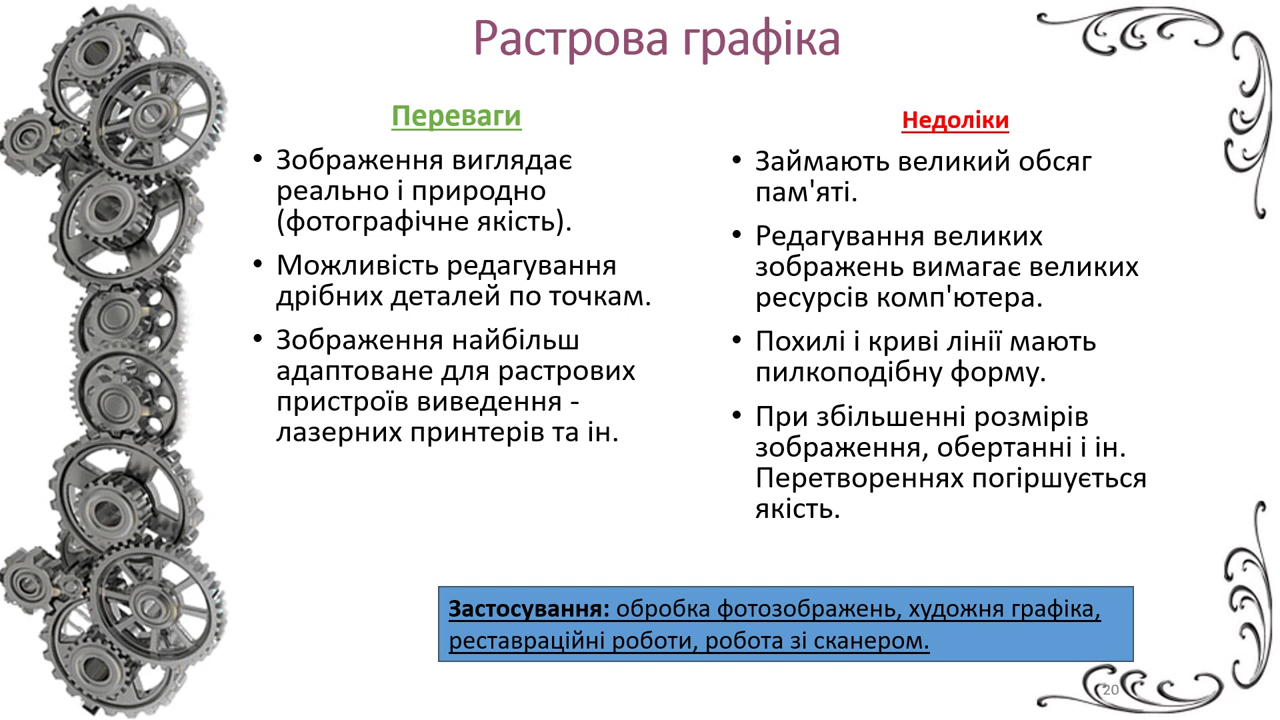 Растрова графіка
Переваги
• Зображення виглядає
реально і природно
(фотографічне якість).
• Можливість редагування
дрібних деталей по точкам.
• Зображення найбільш
адаптоване для растрових
пристроїв виведення -
лазерних принтерів та ін.
Недоліки
• Займають великий обсяг
пам'яті.
• Редагування великих
зображень вимагає великих
ресурсів комп'ютера.
• Похилі і криві лінії мають
пилкоподібну форму.
• При збільшенні розмірів
зображення, обертанні і ін.
Перетвореннях погіршується
якість.
Застосування: обробка фотозображень, художня графіка,
реставраційні роботи, робота зі сканером.
20